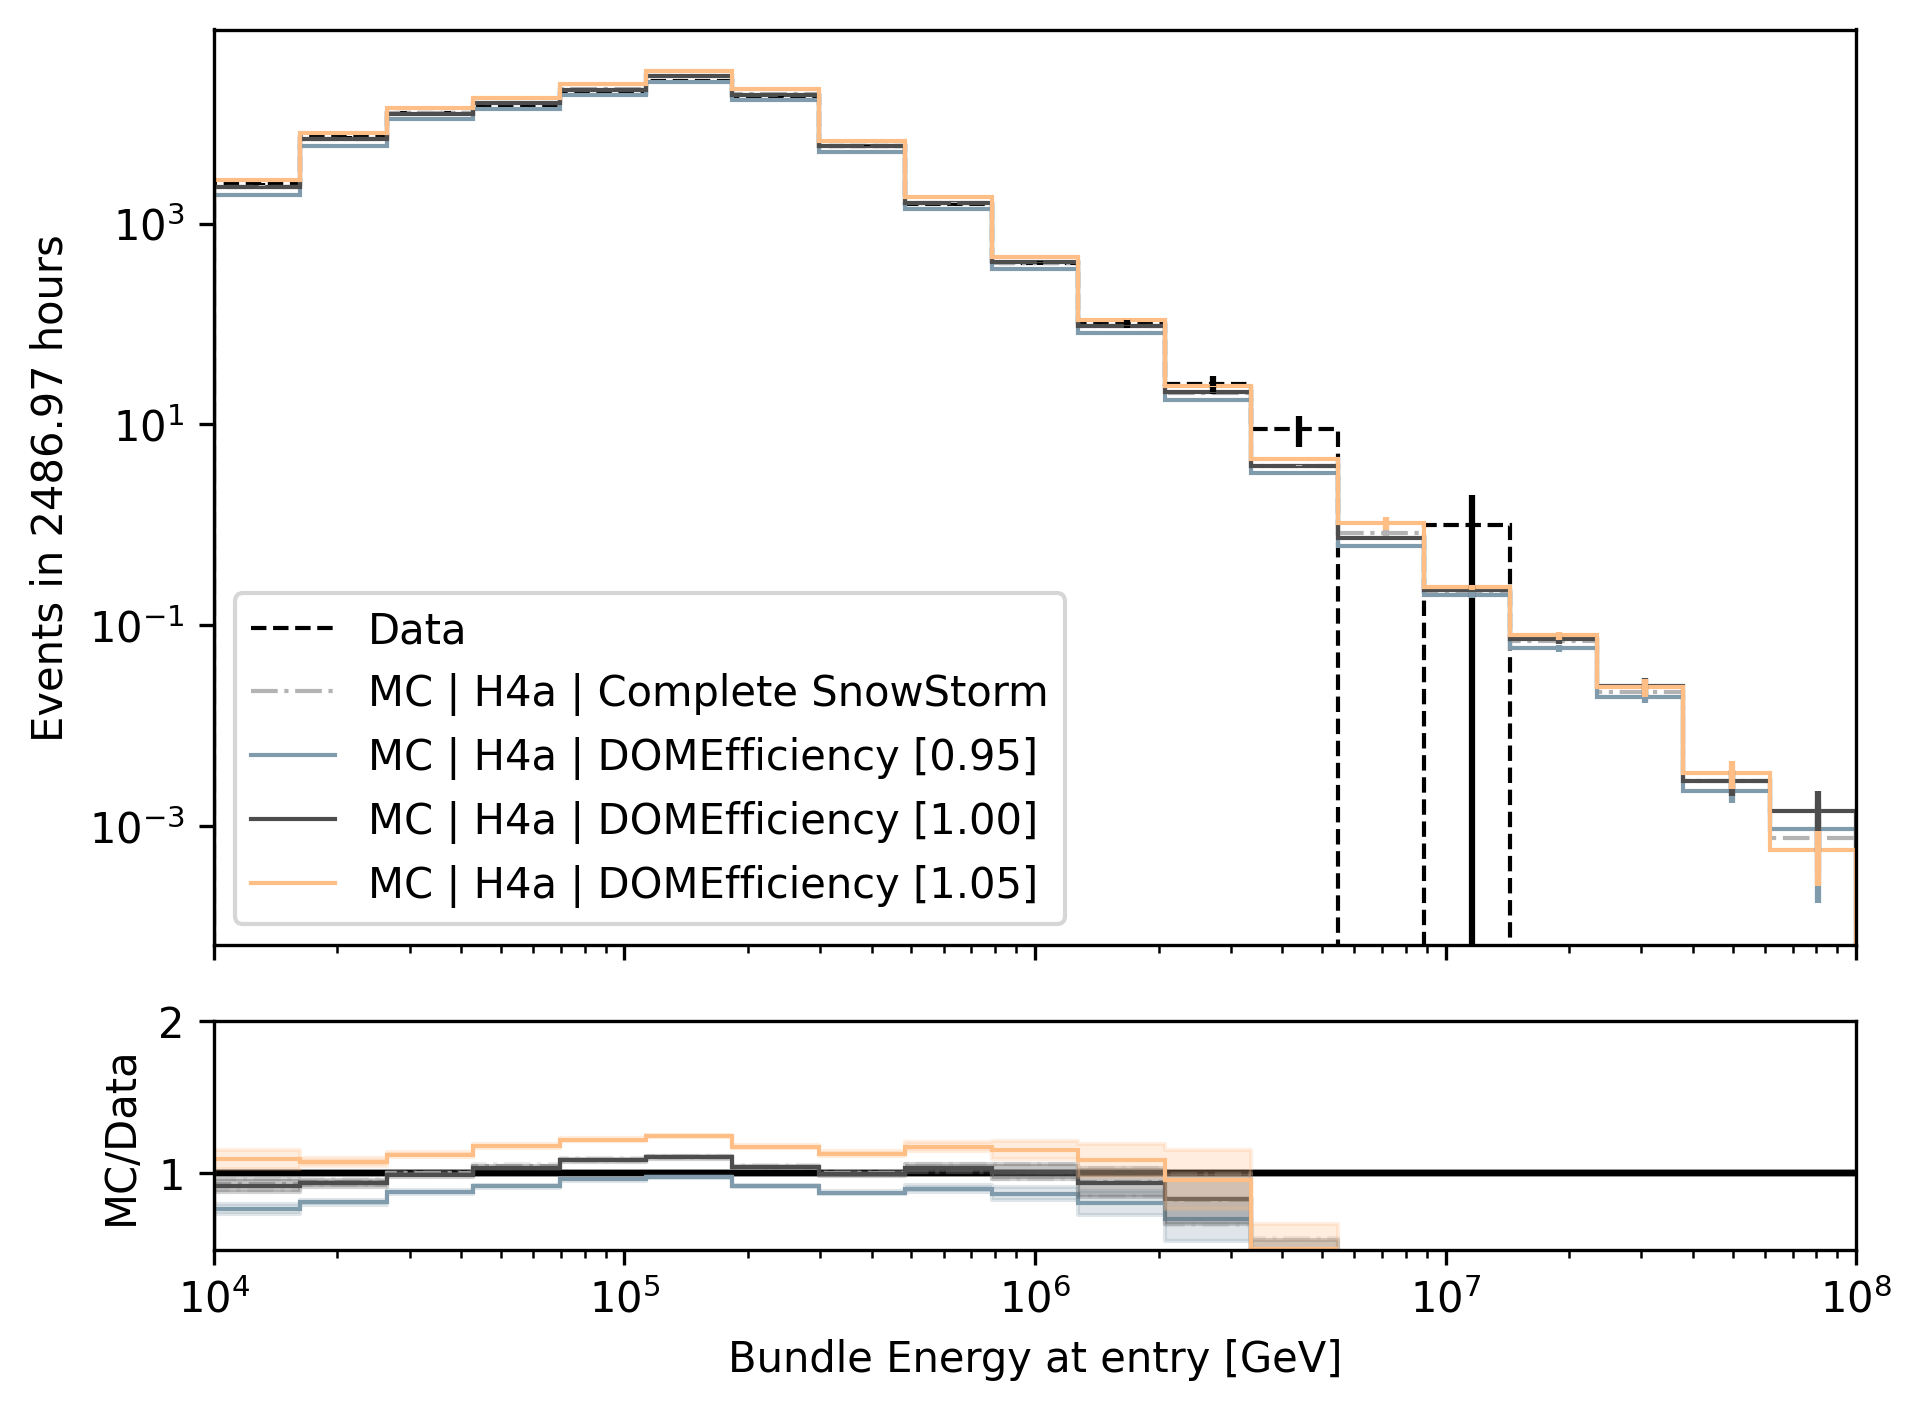 Events in 2486.97 hours
10³
10¹
10⁻¹
10⁻³
Data
MC | H4a | Complete SnowStorm
MC | H4a | DOMEfficiency [0.95]
MC | H4a | DOMEfficiency [1.00]
MC | H4a | DOMEfficiency [1.05]
MC/Data
2
1
10⁴ 10⁵ 10⁶ 10⁷ 10⁸
Bundle Energy at entry [GeV]